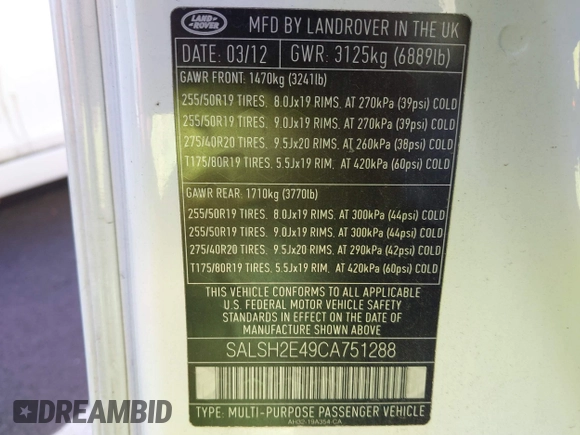 LAND ROVER
MFD BY LANDROVER IN THE UK
DATE: 03/12 GWR: 3125kg (6889lb)
GAWR FRONT: 1470kg (3241lb)
255/50R19 TIRES, 8.0Jx19 RIMS, AT 270kPa (39psi) COLD
255/50R19 TIRES, 9.0Jx19 RIMS, AT 270kPa (39psi) COLD
275/40R20 TIRES, 9.5Jx20 RIMS, AT 260kPa (38psi) COLD
T175/80R19 TIRES, 5.5Jx19 RIM, AT 420kPa (60psi) COLD
GAWR REAR: 1710kg (3770lb)
255/50R19 TIRES, 8.0Jx19 RIMS, AT 300kPa (44psi) COLD
255/50R19 TIRES, 9.0Jx19 RIMS, AT 300kPa (44psi) COLD
275/40R20 TIRES, 9.5Jx20 RIMS, AT 290kPa (42psi) COLD
T175/80R19 TIRES, 5.5Jx19 RIM, AT 420kPa (60psi) COLD
THIS VEHICLE CONFORMS TO ALL APPLICABLE
U.S. FEDERAL MOTOR VEHICLE SAFETY
STANDARDS IN EFFECT ON THE DATE OF
MANUFACTURE SHOWN ABOVE
SALSH2E49CA751288
TYPE: MULTI-PURPOSE PASSENGER VEHICLE
AH32-19A354-CA
DREAMBID